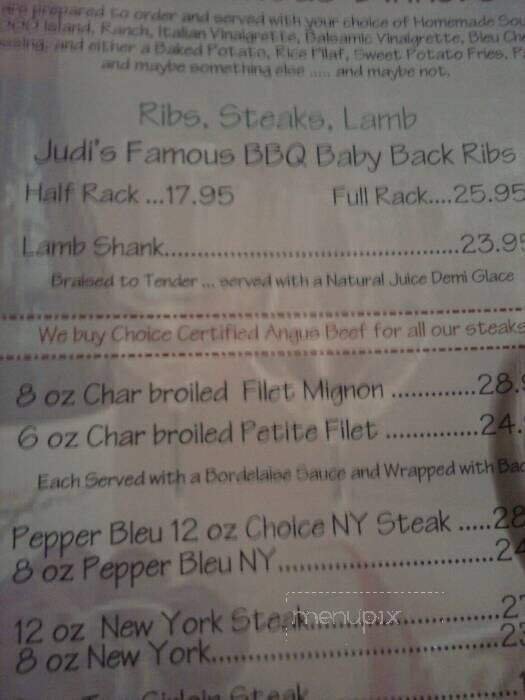 are prepared to order and served with your choice of Homemade
Island, Ranch, Italian Vinaigrette, Balsamic Vinaigrette, Bleu
and either a Baked Potato, Rice Pilaf, Sweet Potato Fries,
and maybe something else ..... and maybe not.
Ribs, Steaks, Lamb
Judi's Famous BBQ Baby Back Ribs
Half Rack ...17.95 Full Rack....25.95
Lamb Shank..........................................23.95
Braised to Tender ... served with a Natural Juice Demi Glace
We buy Choice Certified Angus Beef for all our steaks
8 oz Char broiled Filet Mignon ............28.
6 oz Char broiled Petite Filet .............24.
Each Served with a Bordelaise Sauce and Wrapped with
Pepper Bleu 12 oz Choice NY Steak .....28
8 oz Pepper Bleu NY...............................24
12 oz New York Steak............................
menupix
8 oz New York........................................
Sirloin Steak